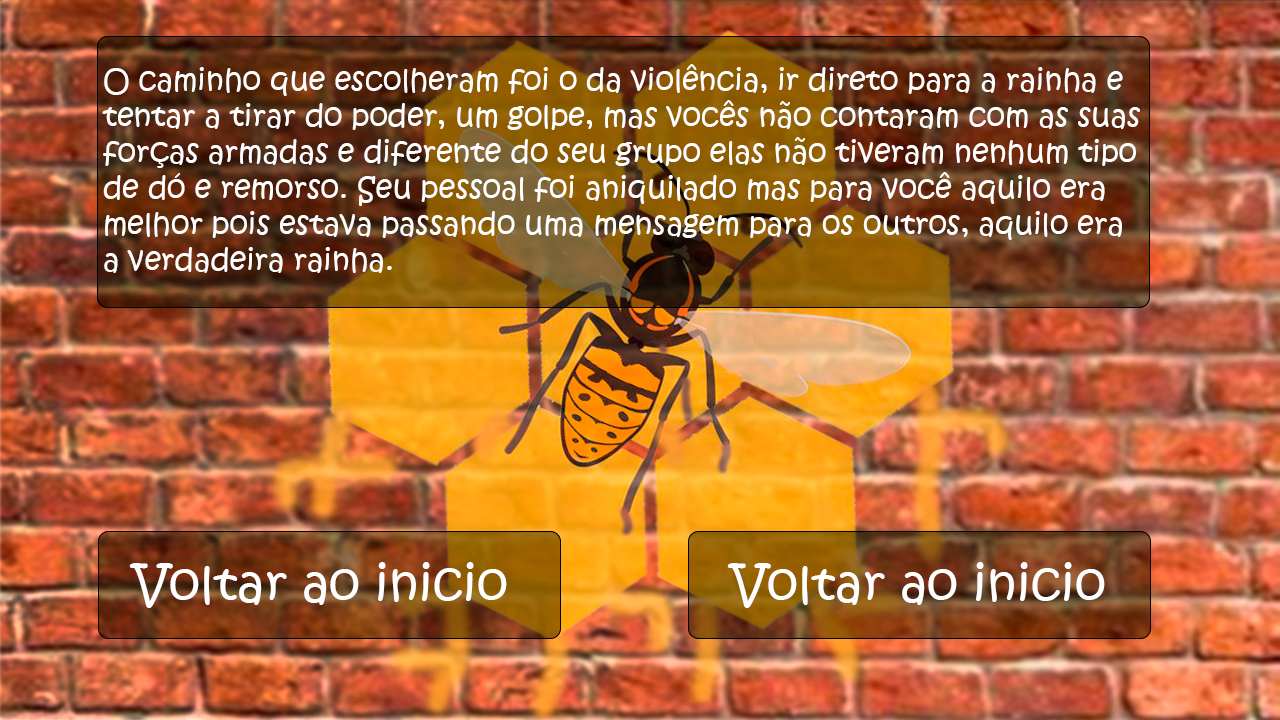 O caminho que escolheram foi o da violência, ir direto para a rainha e
tentar a tirar do poder, um golpe, mas vocês não contaram com as suas
forças armadas e diferente do seu grupo elas não tiveram nenhum tipo
de dó e remorso. Seu pessoal foi aniquilado mas para você aquilo era
melhor pois estava passando uma mensagem para os outros, aquilo era
a verdadeira rainha.
Voltar ao inicio
Voltar ao inicio